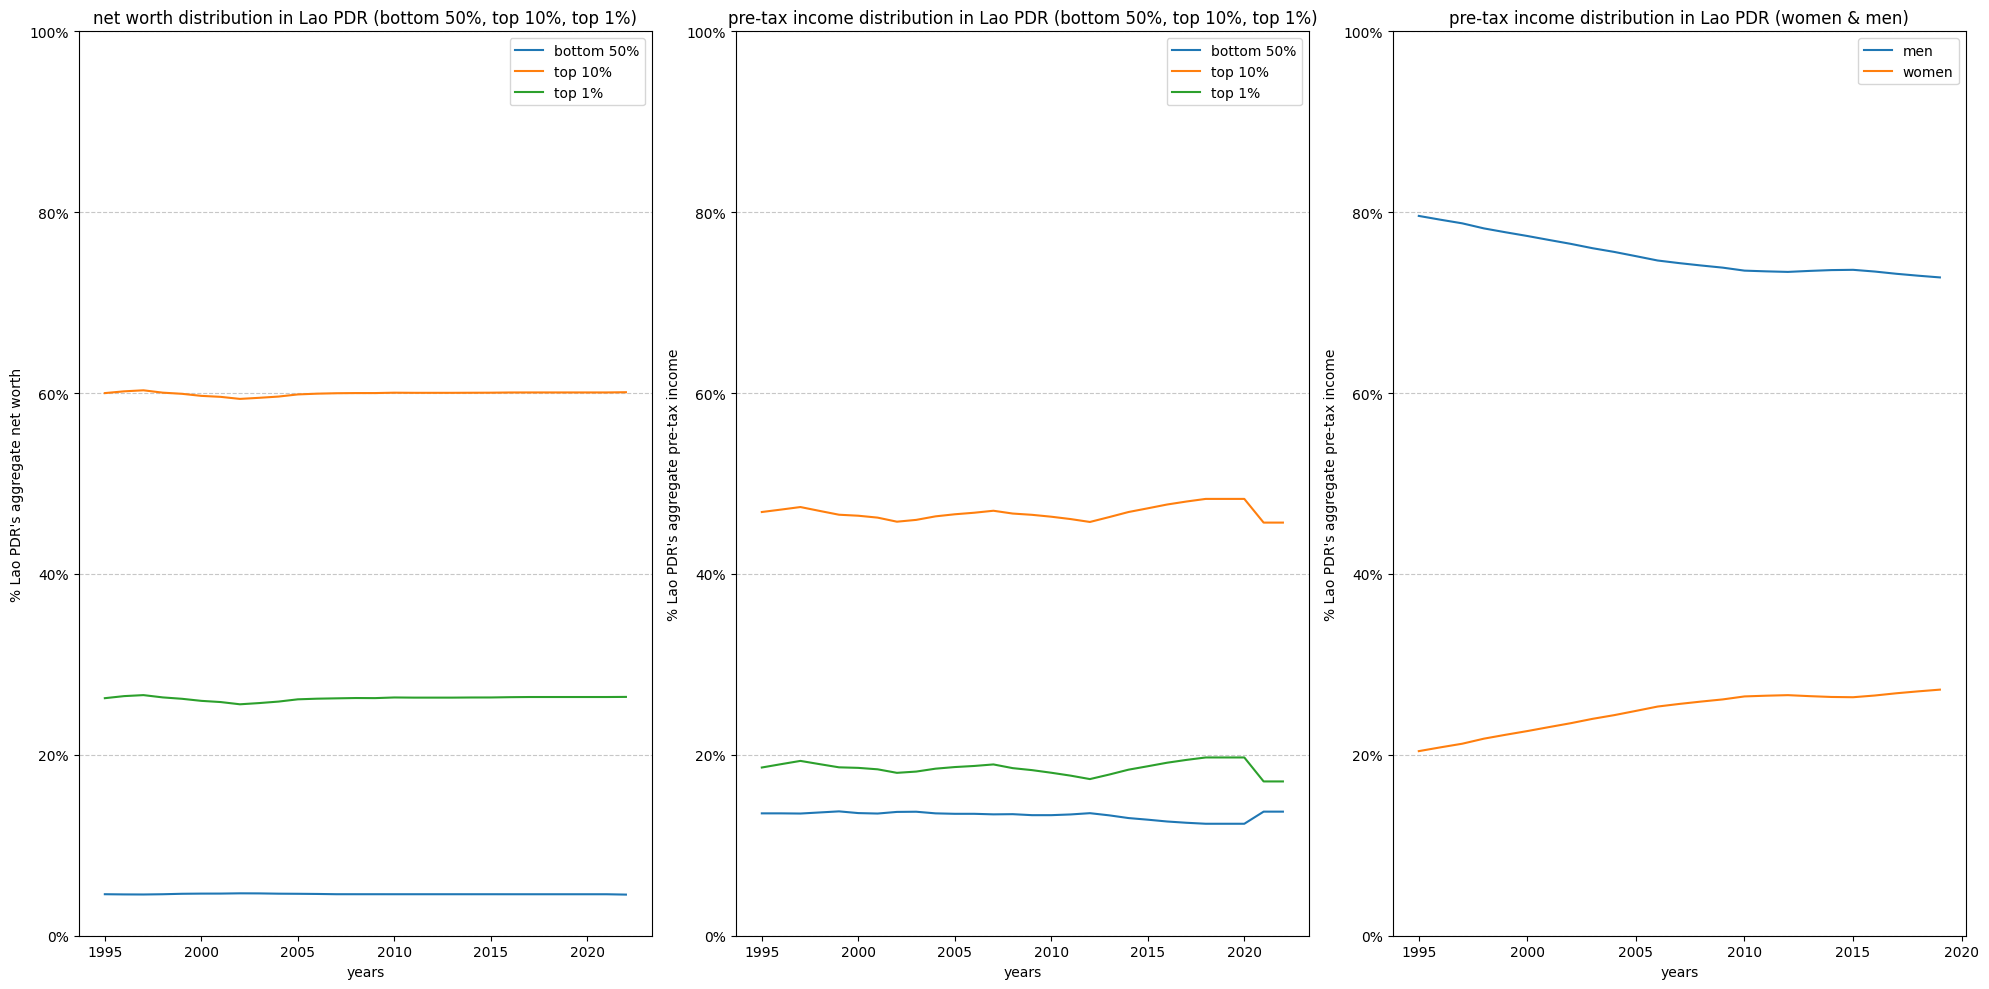 net worth distribution in Lao PDR (bottom 50%, top 10%, top 1%)
100%
80%
60%
40%
20%
0%
% Lao PDR's aggregate net worth
bottom 50%
top 10%
top 1%
1995
2000
2005
2010
2015
2020
years
pre-tax income distribution in Lao PDR (bottom 50%, top 10%, top 1%)
100%
80%
60%
40%
20%
0%
% Lao PDR's aggregate pre-tax income
bottom 50%
top 10%
top 1%
1995
2000
2005
2010
2015
2020
years
pre-tax income distribution in Lao PDR (women & men)
100%
80%
60%
40%
20%
0%
% Lao PDR's aggregate pre-tax income
men
women
1995
2000
2005
2010
2015
2020
years